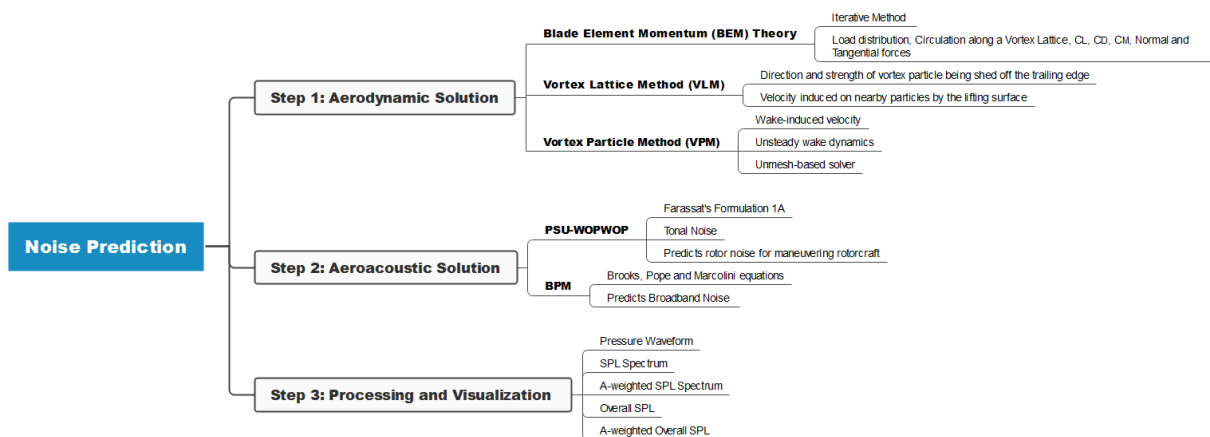 Noise Prediction
Step 1: Aerodynamic Solution
Blade Element Momentum (BEM) Theory
Iterative Method
Load distribution, Circulation along a Vortex Lattice, CL, CD, CM, Normal and
Tangential forces
Vortex Lattice Method (VLM)
Direction and strength of vortex particle being shed off the trailing edge
Velocity induced on nearby particles by the lifting surface
Vortex Particle Method (VPM)
Wake-induced velocity
Unsteady wake dynamics
Unmesh-based solver
Step 2: Aeroacoustic Solution
PSU-WOPWOP
Farassat's Formulation 1A
Tonal Noise
Predicts rotor noise for maneuvering rotorcraft
BPM
Brooks, Pope and Marcolini equations
Predicts Broadband Noise
Step 3: Processing and Visualization
Pressure Waveform
SPL Spectrum
A-weighted SPL Spectrum
Overall SPL
A-weighted Overall SPL